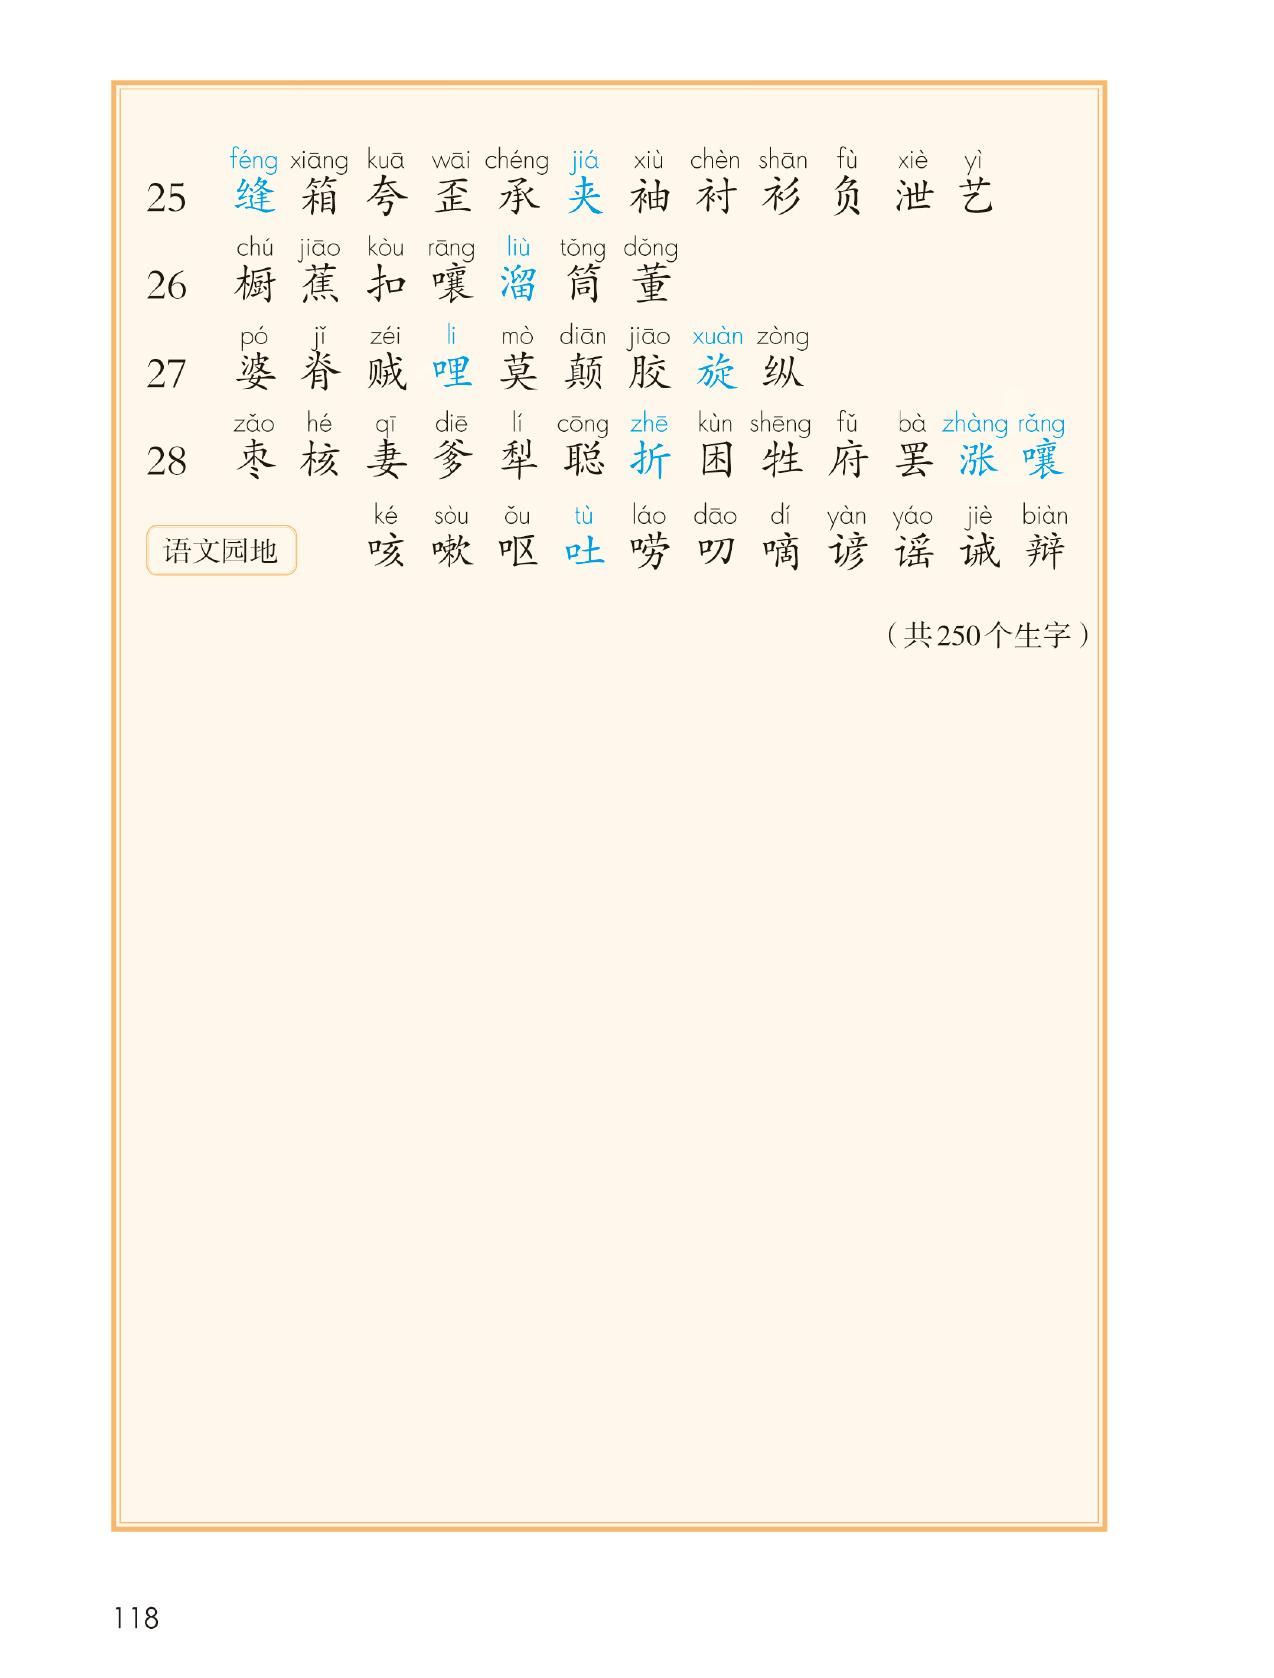 féng xiāng kuā wāi chéng jiá xiù chèn shān fù xiè yì
25 缝 箱 夸 歪 承 夹 袖 衬 衫 负 泄 艺
chú jiāo kòu rāng liù tǒng dǒng
26 橱 蕉 扣 嚷 溜 筒 董
pó jǐ zéi li mò diān jiāo xuàn zòng
27 婆 脊 贼 哩 莫 颠 胶 旋 纵
zǎo hé qī diē lí cōng zhē kùn shēng fǔ bà zhàng rǎng
28 枣 核 妻 爹 犁 聪 折 困 牲 府 罢 涨 嚷
ké sòu ǒu tù láo dāo dí yàn yáo jiè biàn
语文园地 咳 嗽 呕 吐 唠 叨 嘀 谚 谣 诫 辩
（共250个生字）
118